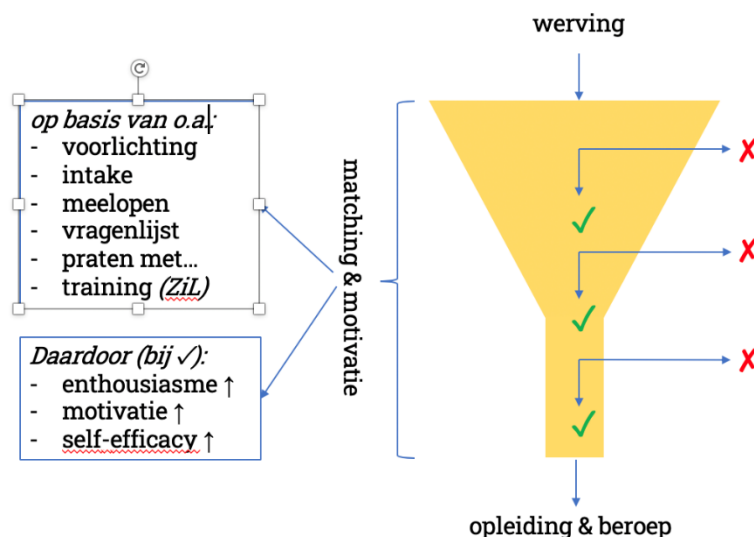 werving
op basis van o.a.:
- voorlichting
- intake
- meelopen
- vragenlijst
- praten met...
- training (ZiL)
matching & motivatie
Daardoor (bij ✓):
- enthousiasme ↑
- motivatie ↑
- self-efficacy ↑
opleiding & beroep